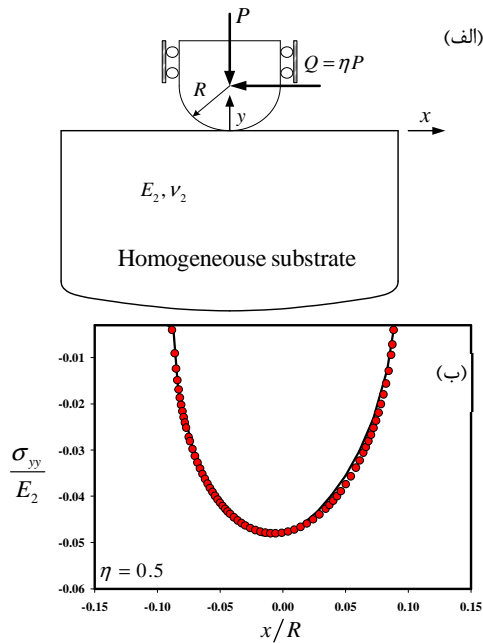 (الف)
P
Q = ηP
R
y
x
E₂, ν₂
Homogeneouse substrate
(ب)
-0.01
-0.02
-0.03
-0.04
-0.05
-0.06
σyy/E₂
η = 0.5
-0.15 -0.10 -0.05 0.00 0.05 0.10 0.15
x/R